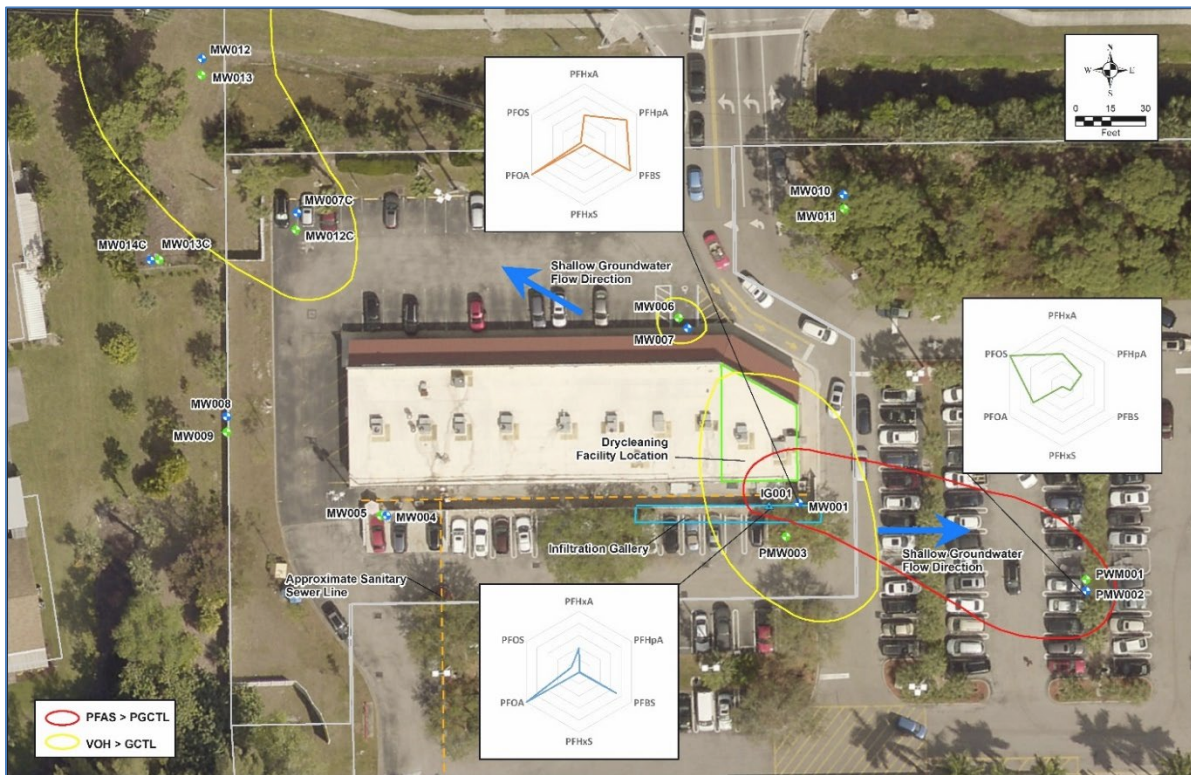 MW012
MW013
N
W E
S
0 15 30
Feet
PFHxA
PFOS
PFHpA
PFOA
PFBS
PFHxS
MW010
MW011
MW007C
MW012C
MW014C
MW013C
Shallow Groundwater
Flow Direction
MW006
MW007
PFHxA
PFOS
PFHpA
PFOA
PFBS
PFHxS
MW008
MW009
Drycleaning
Facility Location
IG001
MW001
MW005
MW004
Infiltration Gallery
PMW003
Shallow Groundwater
Flow Direction
PWM001
PMW002
Approximate Sanitary
Sewer Line
PFHxA
PFOS
PFHpA
PFOA
PFBS
PFHxS
PFAS > PGCTL
VOH > GCTL